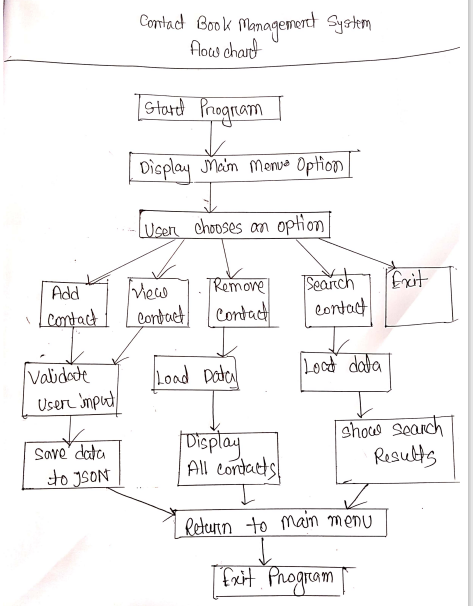 Contact Book Management System
Flow chart
Start Program
Display Main Menu Option
User chooses an option
Add
contact
View
contact
Remove
contact
Search
contact
Exit
Validate
User input
Load Data
Load data
Save data
to JSON
Display
All contacts
show search
Results
Return to main menu
Exit Program